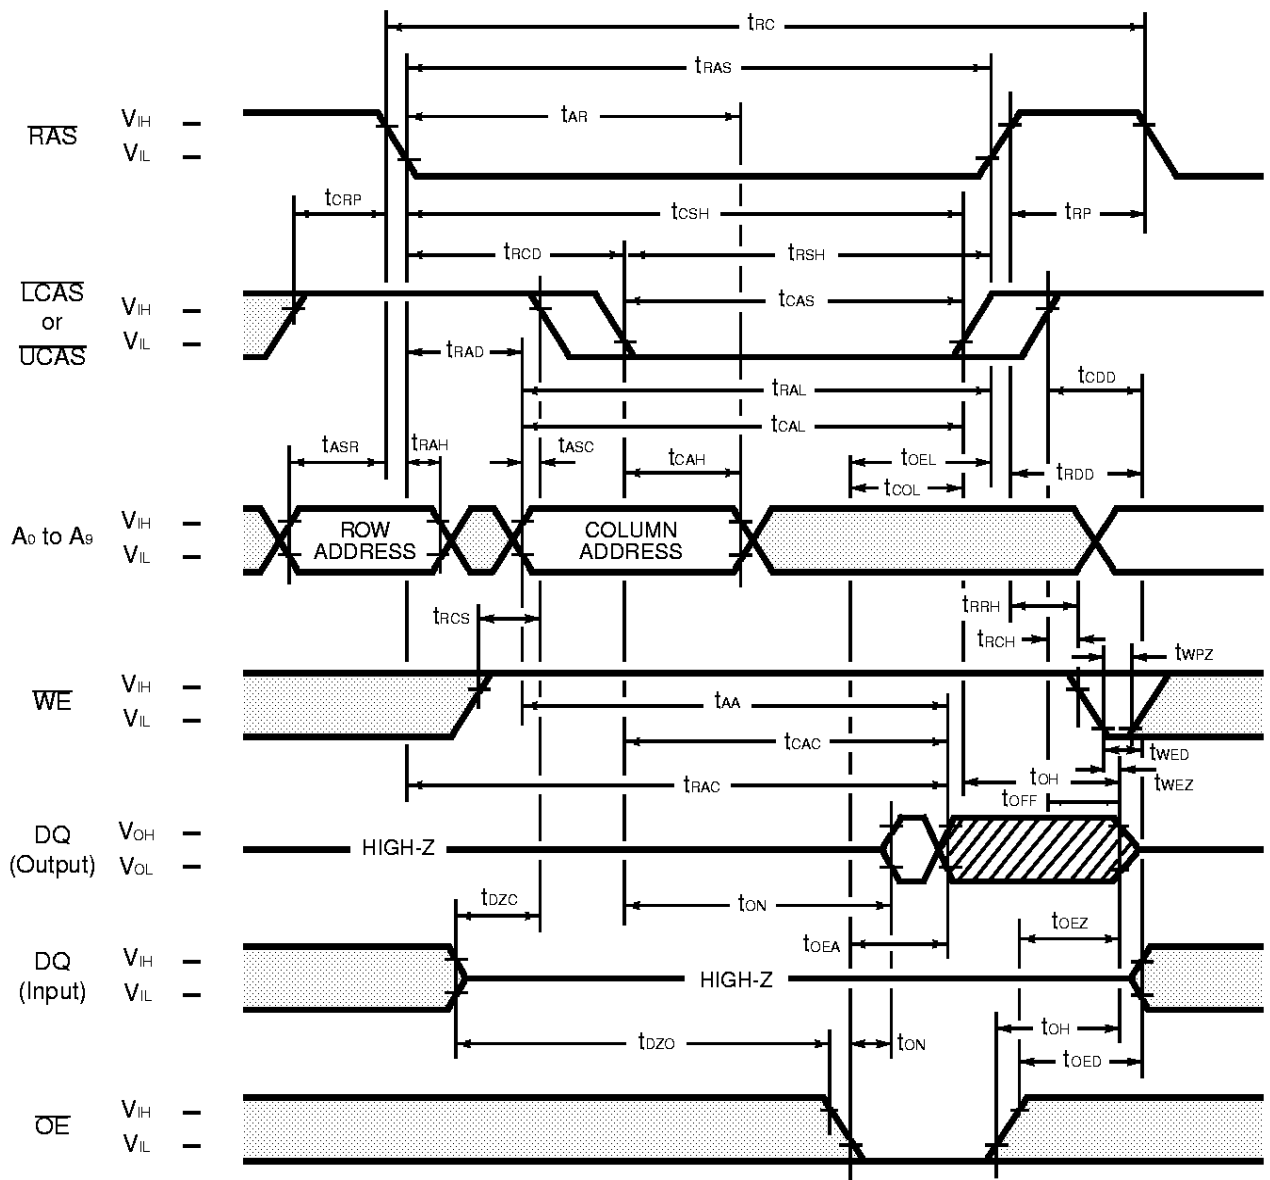 tRC
tRAS
tAR
RAS VIH VIL
tCRP tCSH tRP
tRCD tRSH
LCAS or UCAS VIH VIL
tCAS
tRAD
tCDD
tRAL
tCAL
tASR tRAH tASC tCAH tOEL tRDD
tCOL
A0 to A9 VIH VIL
ROW ADDRESS
COLUMN ADDRESS
tRRH
tRCS
tRCH
tWPZ
WE VIH VIL
tAA
tCAC
tWED
tRAC tOH tWEZ
tOFF
DQ (Output) VOH VOL
HIGH-Z
tDZC tON tOEZ
tOEA
DQ (Input) VIH VIL
HIGH-Z
tDZO tON tOH
tOED
OE VIH VIL